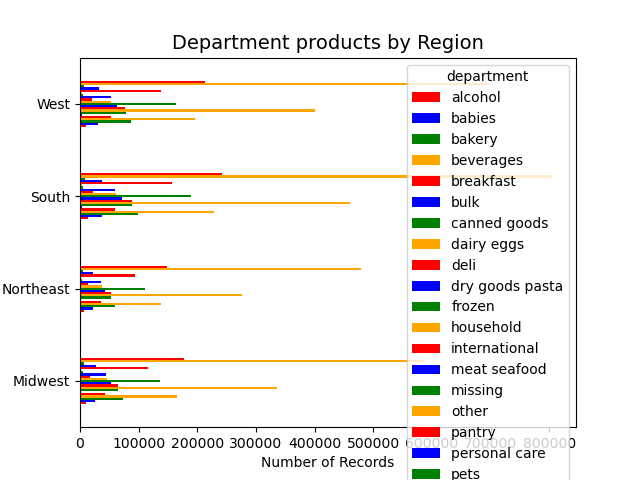 Department products by Region
department
alcohol
babies
bakery
beverages
breakfast
bulk
canned goods
dairy eggs
deli
dry goods pasta
frozen
household
international
meat seafood
missing
other
pantry
personal care
pets
West
South
Northeast
Midwest
0 100000 200000 300000 400000 500000 600000 700000 800000
Number of Records